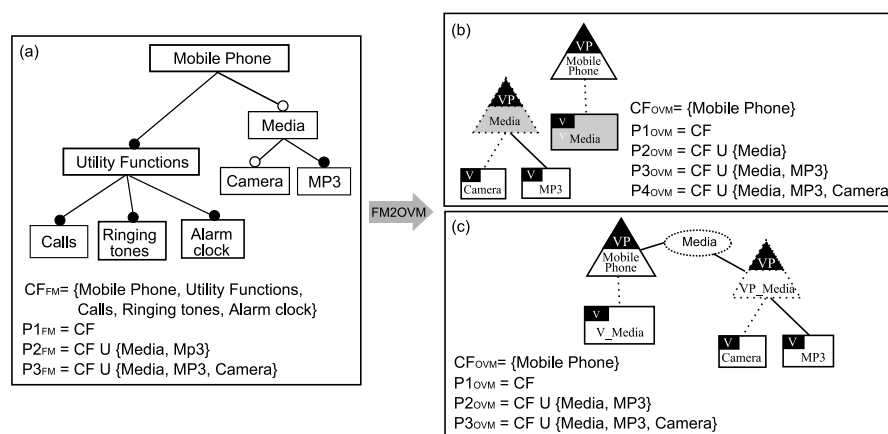 (a)
Mobile Phone
Media
Utility Functions
Camera
MP3
Calls
Ringing
tones
Alarm
clock
CFFM= {Mobile Phone, Utility Functions,
Calls, Ringing tones, Alarm clock}
P1FM = CF
P2FM = CF U {Media, Mp3}
P3FM = CF U {Media, MP3, Camera}
FM2OVM
(b)
VP
Mobile
Phone
VP
Media
V
V
Media
V
Camera
V
MP3
CFOVM= {Mobile Phone}
P1OVM = CF
P2OVM = CF U {Media}
P3OVM = CF U {Media, MP3}
P4OVM = CF U {Media, MP3, Camera
(c)
VP
Mobile
Phone
Media
VP
VP_Media
V
V_Media
V
Camera
V
MP3
CFOVM= {Mobile Phone}
P1OVM = CF
P2OVM = CF U {Media, MP3}
P3OVM = CF U {Media, MP3, Camera}